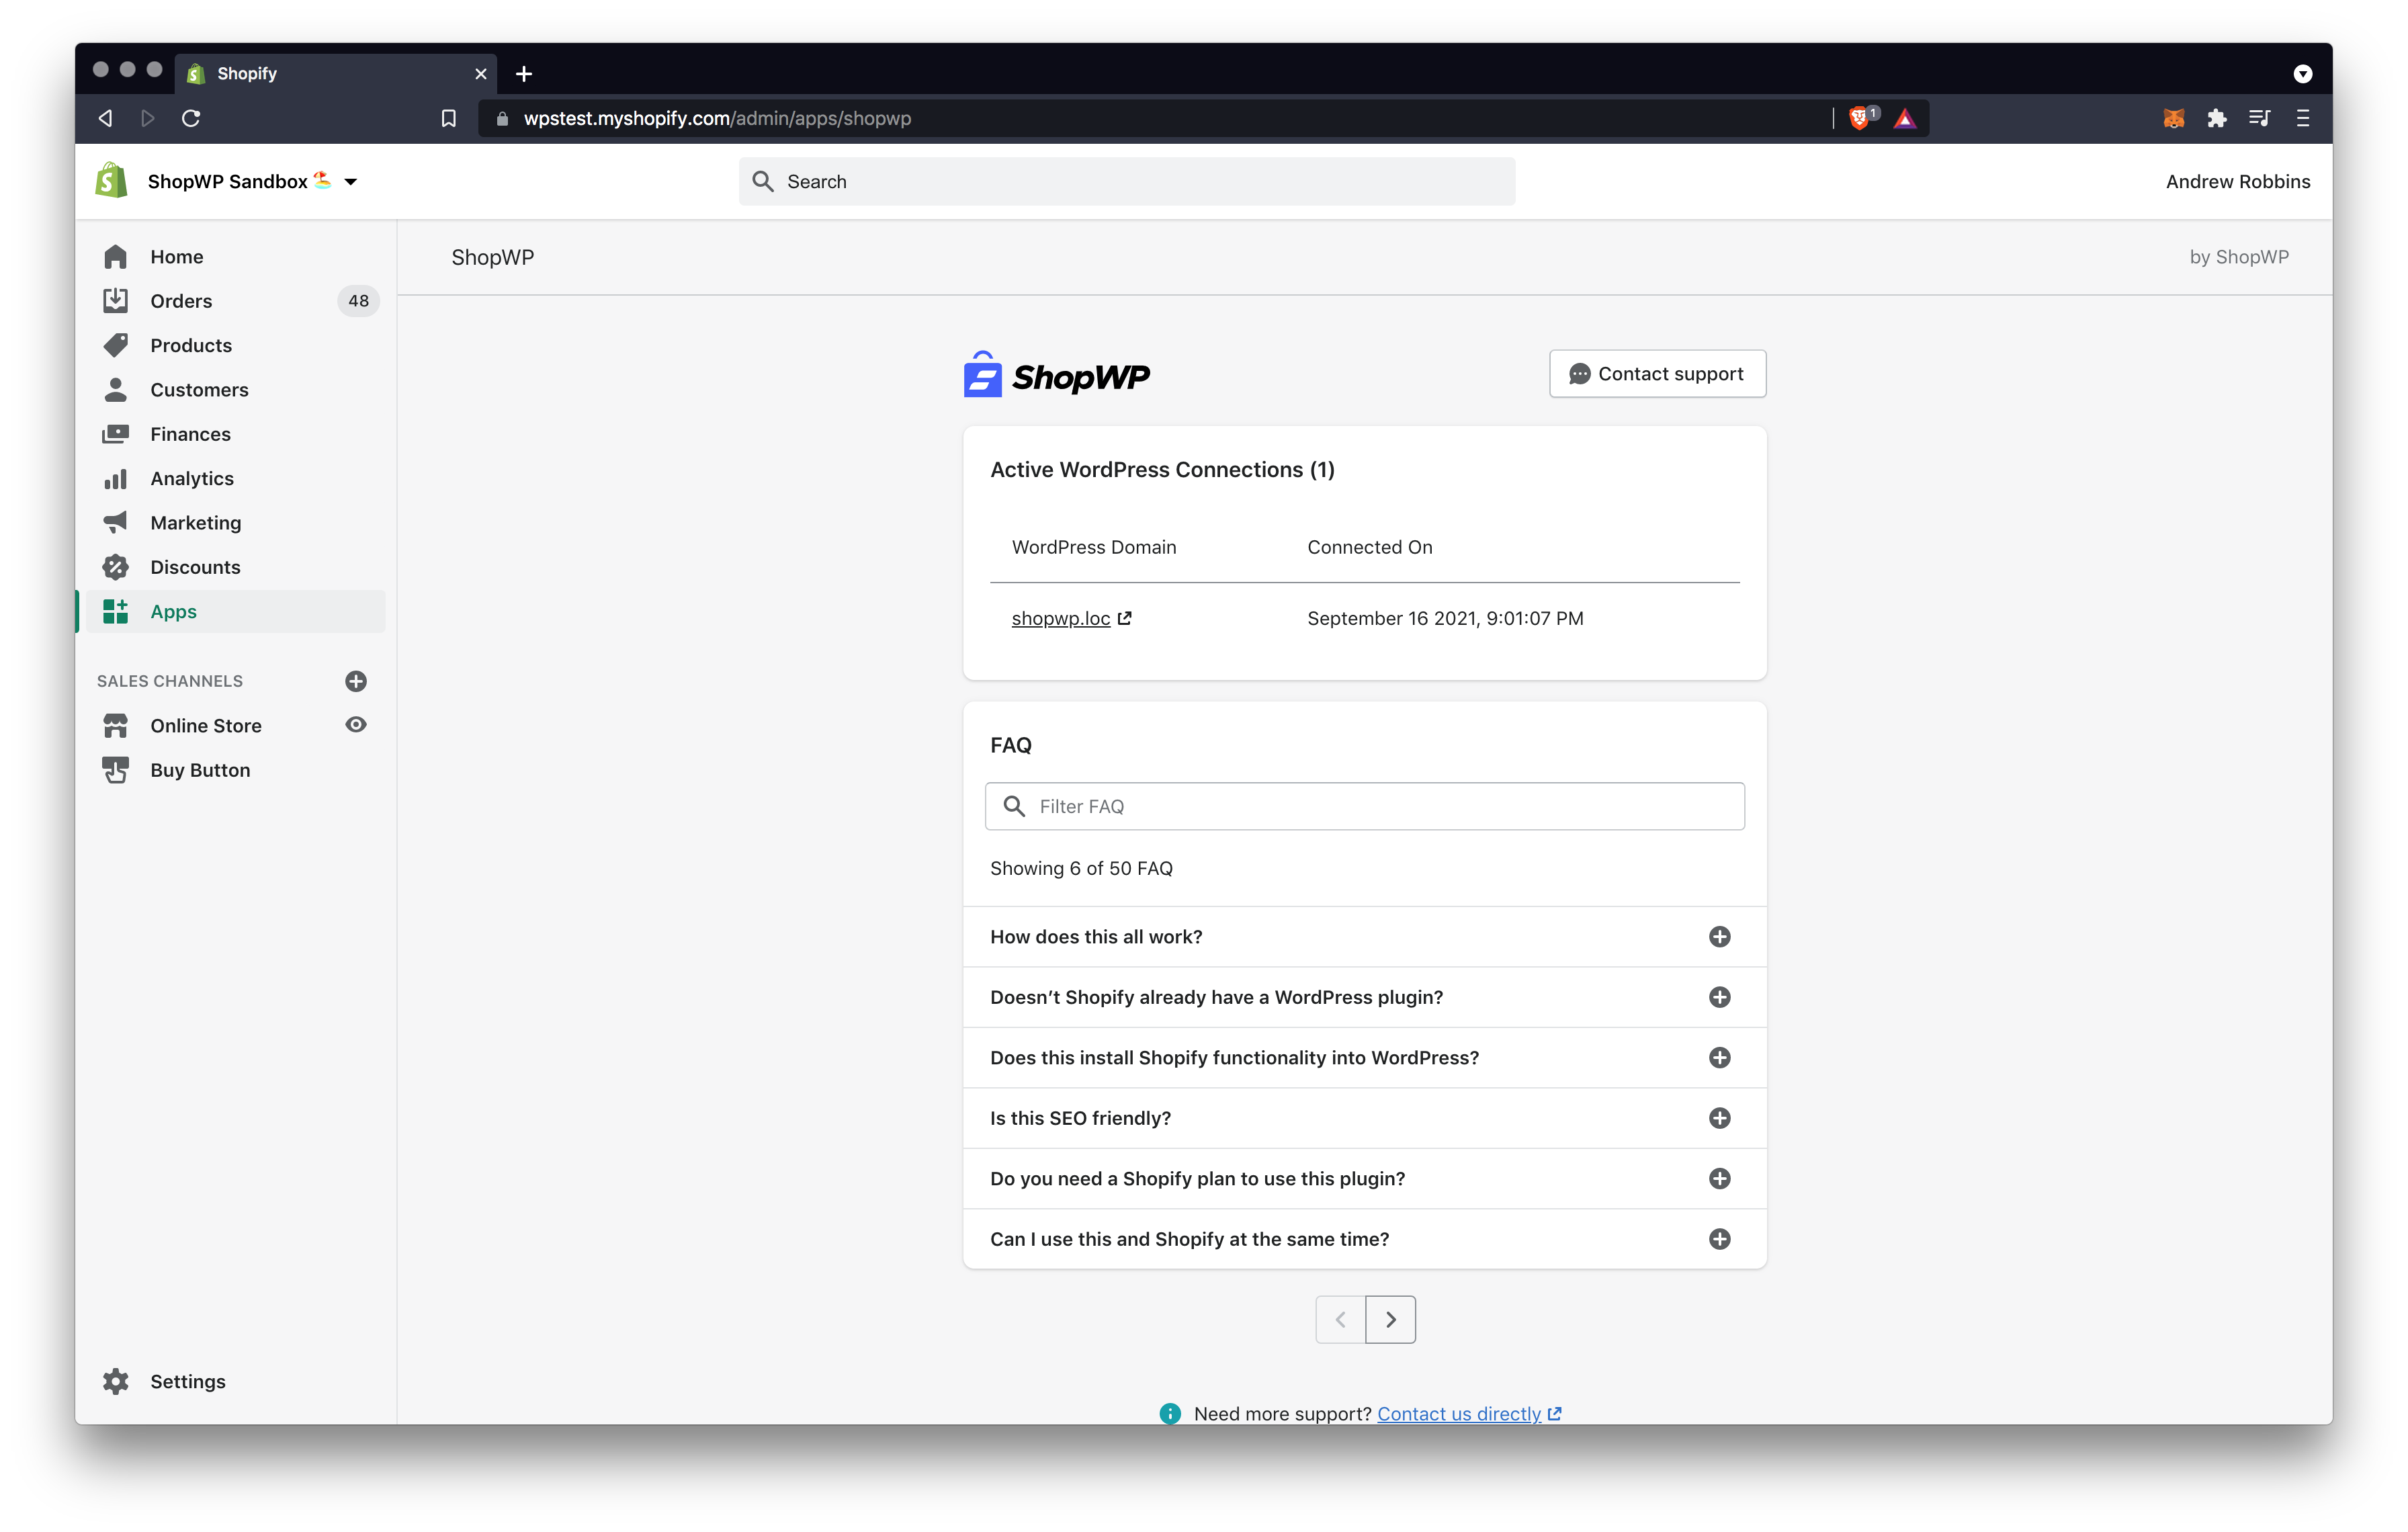 Shopify
wpstest.myshopify.com/admin/apps/shopwp
1
ShopWP Sandbox 🏖️
Search
Andrew Robbins
Home
Orders 48
Products
Customers
Finances
Analytics
Marketing
Discounts
Apps
SALES CHANNELS
Online Store
Buy Button
Settings
ShopWP
by ShopWP
ShopWP
Contact support
Active WordPress Connections (1)
WordPress Domain Connected On
shopwp.loc September 16 2021, 9:01:07 PM
FAQ
Filter FAQ
Showing 6 of 50 FAQ
How does this all work?
Doesn’t Shopify already have a WordPress plugin?
Does this install Shopify functionality into WordPress?
Is this SEO friendly?
Do you need a Shopify plan to use this plugin?
Can I use this and Shopify at the same time?
Need more support? Contact us directly